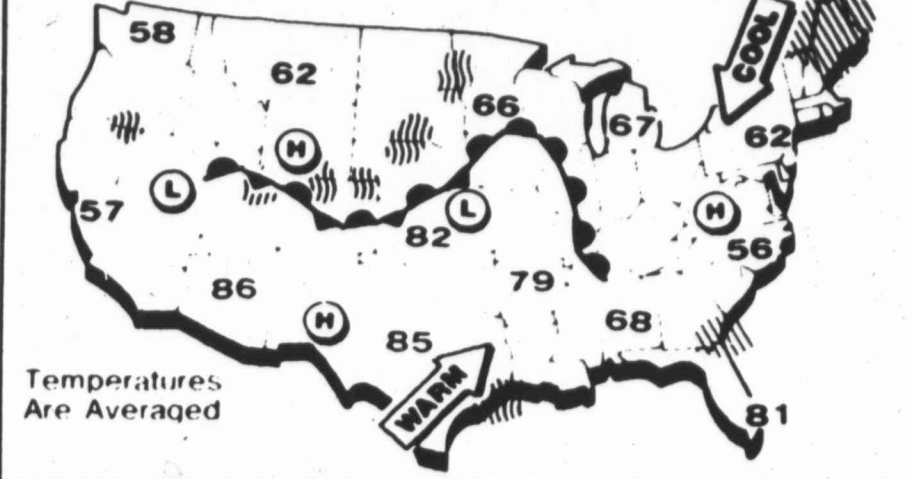 58
COOL
62
66
67
62
H
L
57
L
82
H
56
86
79
H
68
85
WARM
Temperatures
Are Averaged
81